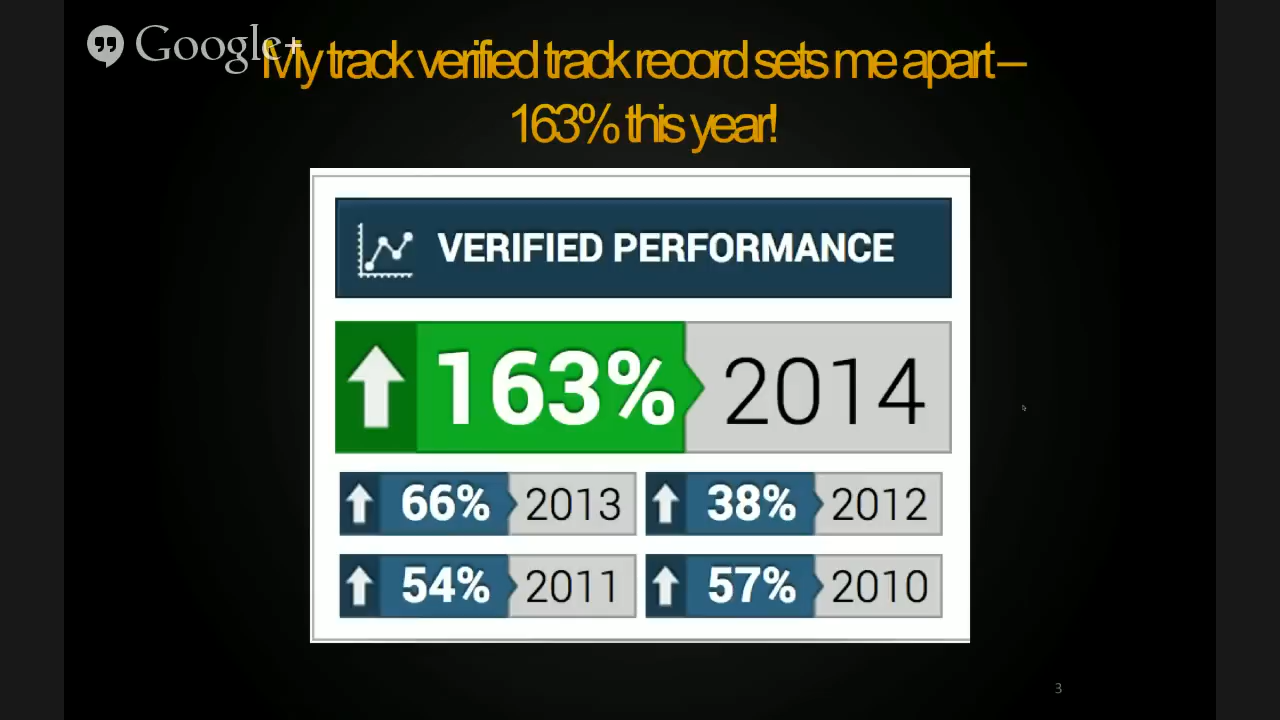 Google+
My track verified track record sets me apart –
163% this year!
VERIFIED PERFORMANCE
163% 2014
66% 2013 38% 2012
54% 2011 57% 2010
3